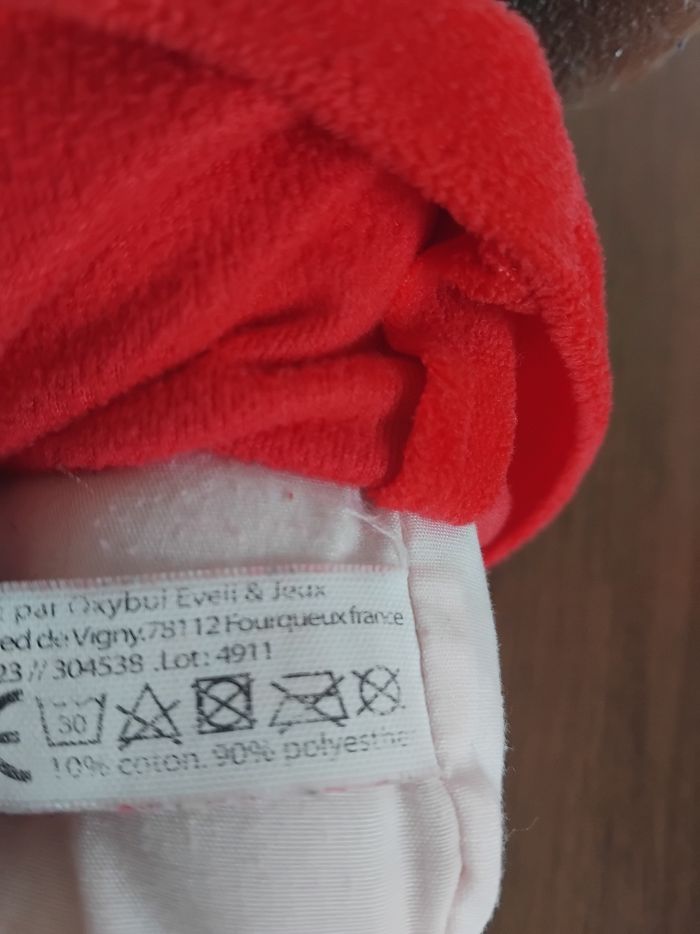 par Oxybul Eveil & Jeux
ed de Vigny.78112 Fourqueux france
23 // 304538 .Lot: 4911
CE 30
10% coton. 90% polyester